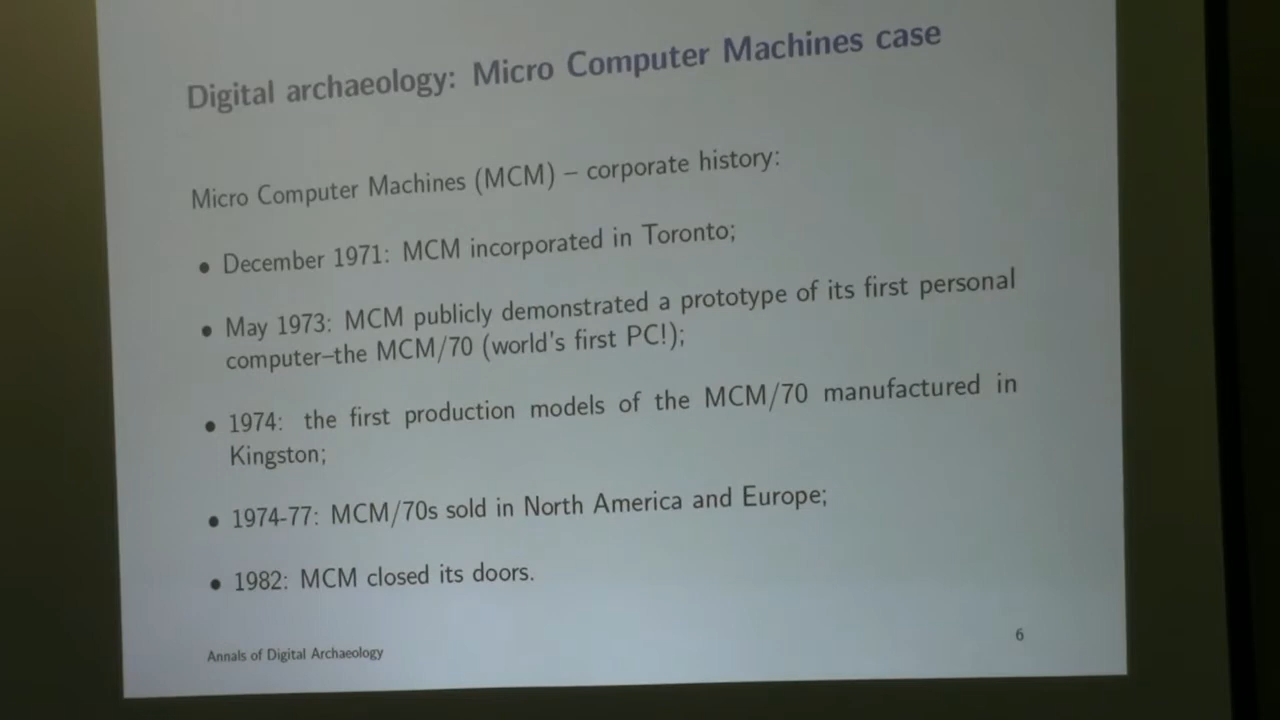 Digital archaeology: Micro Computer Machines case
Micro Computer Machines (MCM) – corporate history:
• December 1971: MCM incorporated in Toronto;
• May 1973: MCM publicly demonstrated a prototype of its first personal
computer–the MCM/70 (world's first PC!);
• 1974: the first production models of the MCM/70 manufactured in
Kingston;
• 1974-77: MCM/70s sold in North America and Europe;
• 1982: MCM closed its doors.
Annals of Digital Archaeology
6